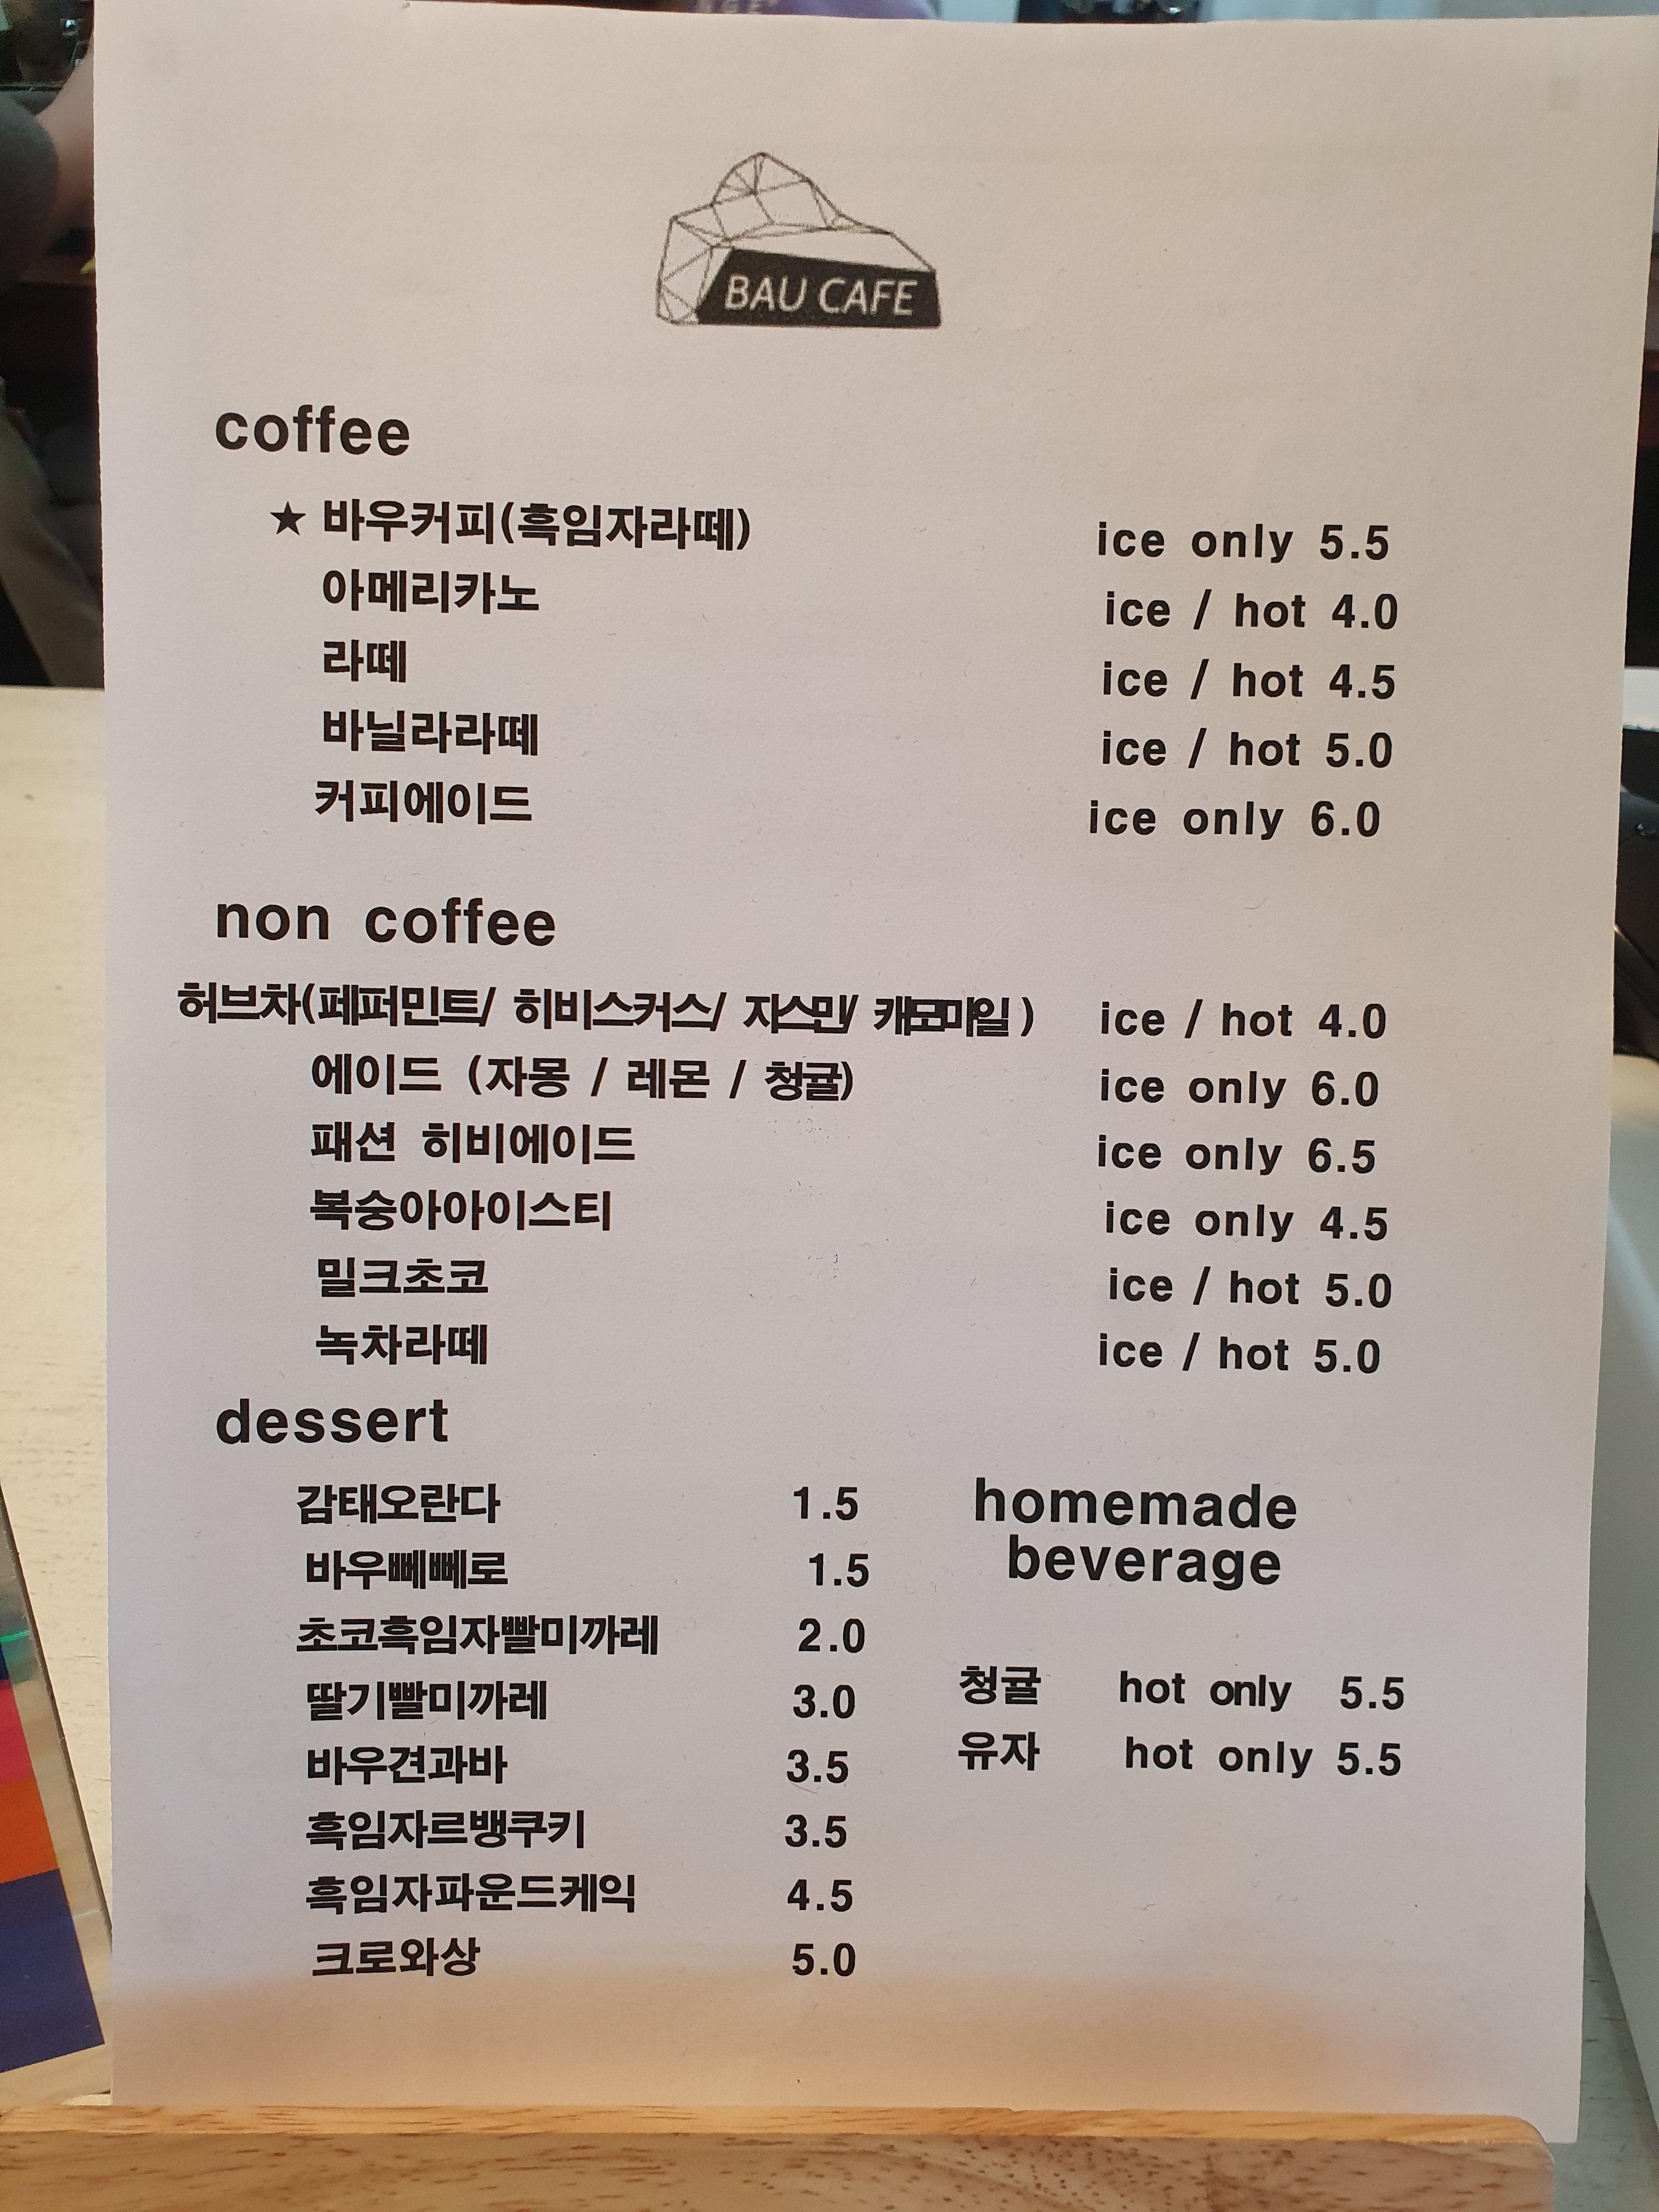 BAU CAFE
coffee
★ 바우커피(흑임자라떼) ice only 5.5
아메리카노 ice / hot 4.0
라떼 ice / hot 4.5
바닐라라떼 ice / hot 5.0
커피에이드 ice only 6.0
non coffee
허브차(페퍼민트/ 히비스커스/ 자스민/ 캐모마일 ) ice / hot 4.0
에이드 (자몽 / 레몬 / 청귤) ice only 6.0
패션 히비에이드 ice only 6.5
복숭아아이스티 ice only 4.5
밀크초코 ice / hot 5.0
녹차라떼 ice / hot 5.0
dessert
감태오란다 1.5
바우뻬뻬로 1.5
초코흑임자빨미까레 2.0
딸기빨미까레 3.0
바우견과바 3.5
흑임자르뱅쿠키 3.5
흑임자파운드케익 4.5
크로와상 5.0
homemade
beverage
청귤 hot only 5.5
유자 hot only 5.5